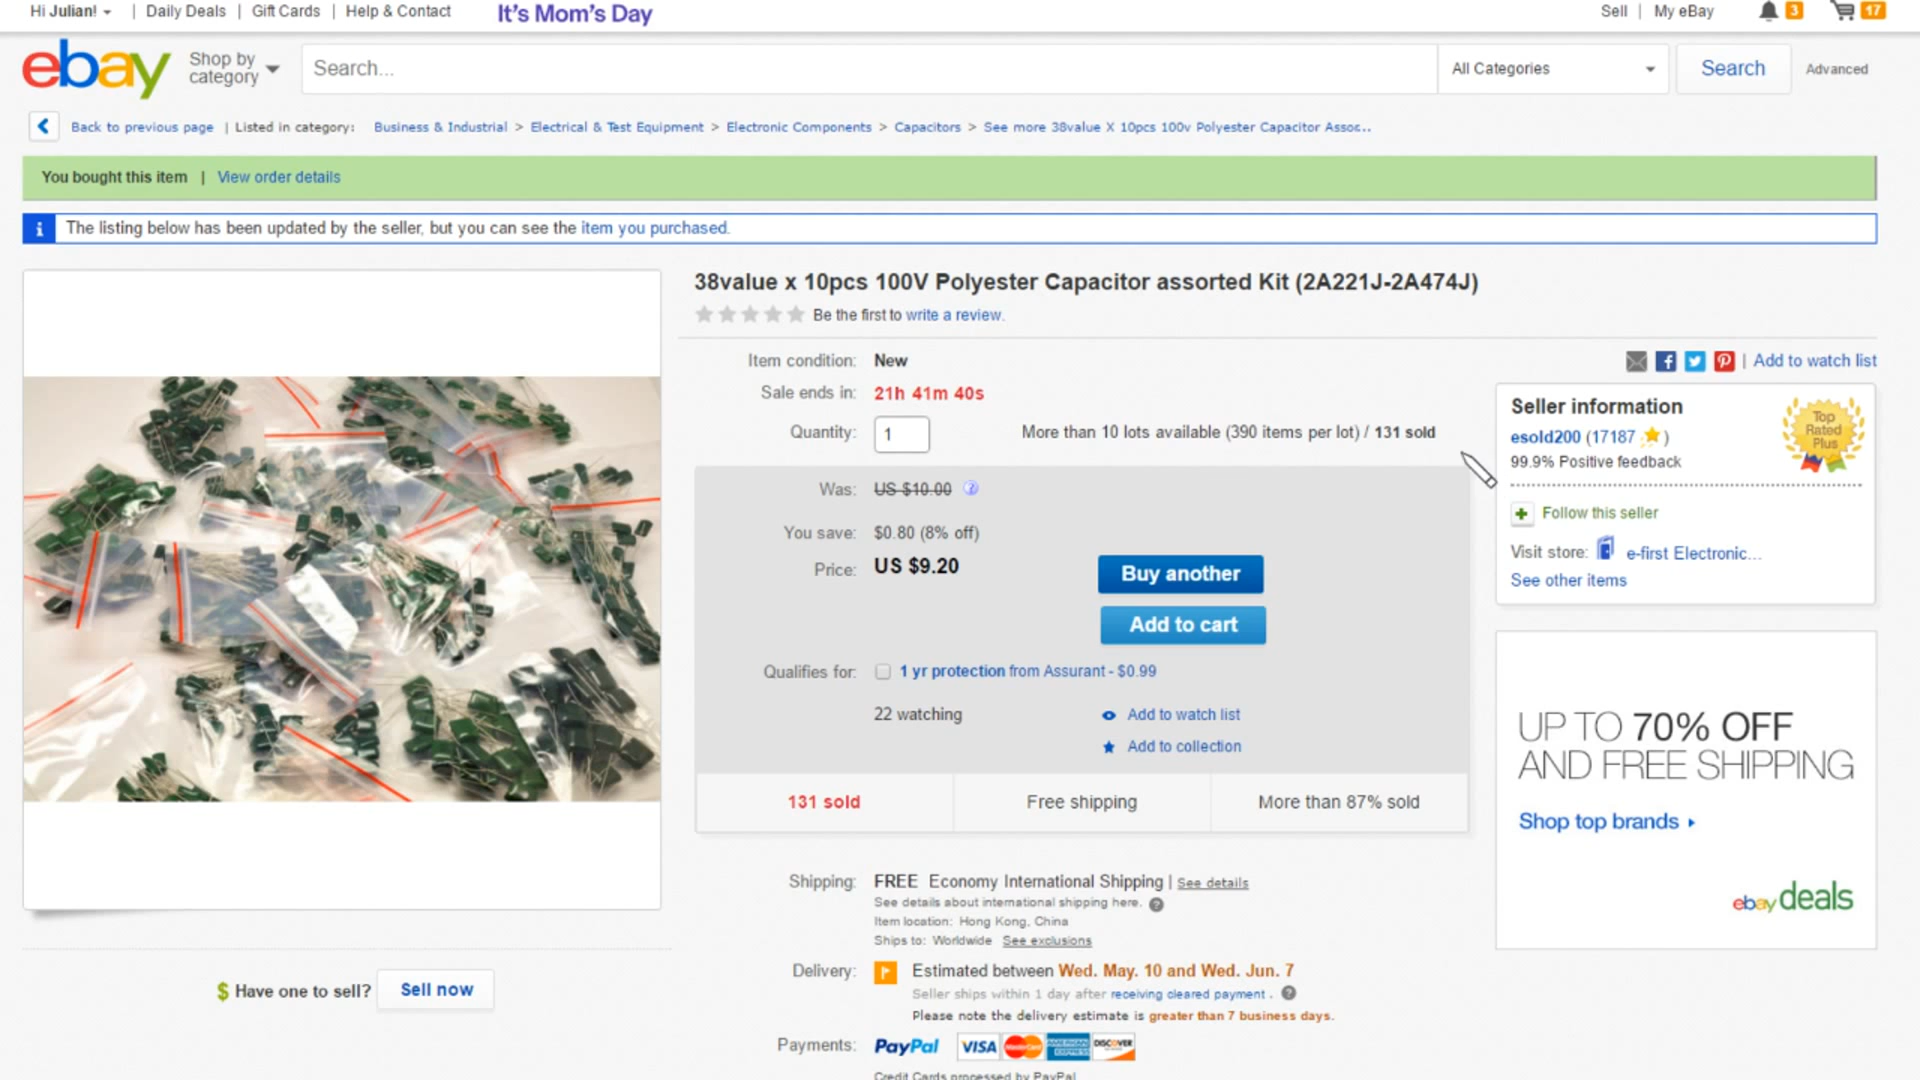 Hi Julian! | Daily Deals | Gift Cards | Help & Contact It's Mom's Day Sell | My eBay 3 17
ebay Shop by category Search... All Categories Search Advanced
Back to previous page | Listed in category: Business & Industrial > Electrical & Test Equipment > Electronic Components > Capacitors > See more 38value X 10pcs 100v Polyester Capacitor Assoc..
You bought this item | View order details
i The listing below has been updated by the seller, but you can see the item you purchased.
38value x 10pcs 100V Polyester Capacitor assorted Kit (2A221J-2A474J)
Be the first to write a review.
Item condition: New
Sale ends in: 21h 41m 40s
Quantity: 1 More than 10 lots available (390 items per lot) / 131 sold
Was: US $10.00 ?
You save: $0.80 (8% off)
Price: US $9.20
Buy another
Add to cart
Qualifies for: 1 yr protection from Assurant - $0.99
22 watching Add to watch list
Add to collection
131 sold Free shipping More than 87% sold
Shipping: FREE Economy International Shipping | See details
See details about international shipping here. ?
Item location: Hong Kong, China
Ships to: Worldwide See exclusions
Delivery: Estimated between Wed. May. 10 and Wed. Jun. 7
Seller ships within 1 day after receiving cleared payment . ?
Please note the delivery estimate is greater than 7 business days.
Payments: PayPal VISA MasterCard AMERICAN EXPRESS DISCOVER
Credit Cards processed by PayPal
| Add to watch list
Seller information
esold200 (17187 )
99.9% Positive feedback
Top Rated Plus
Follow this seller
Visit store: e-first Electronic...
See other items
UP TO 70% OFF
AND FREE SHIPPING
Shop top brands
ebay deals
$ Have one to sell? Sell now